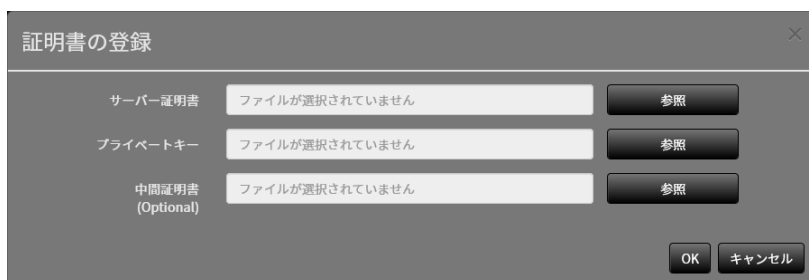 証明書の登録
サーバー証明書 ファイルが選択されていません 参照
プライベートキー ファイルが選択されていません 参照
中間証明書 ファイルが選択されていません 参照
(Optional)
OK キャンセル